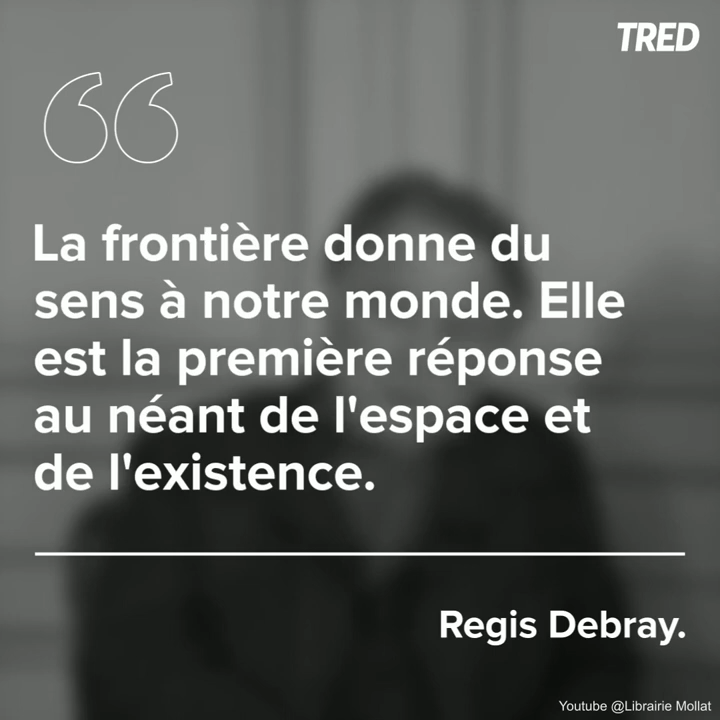 TRED
La frontière donne du
sens à notre monde. Elle
est la première réponse
au néant de l'espace et
de l'existence.
Regis Debray.
Youtube @Librairie Mollat